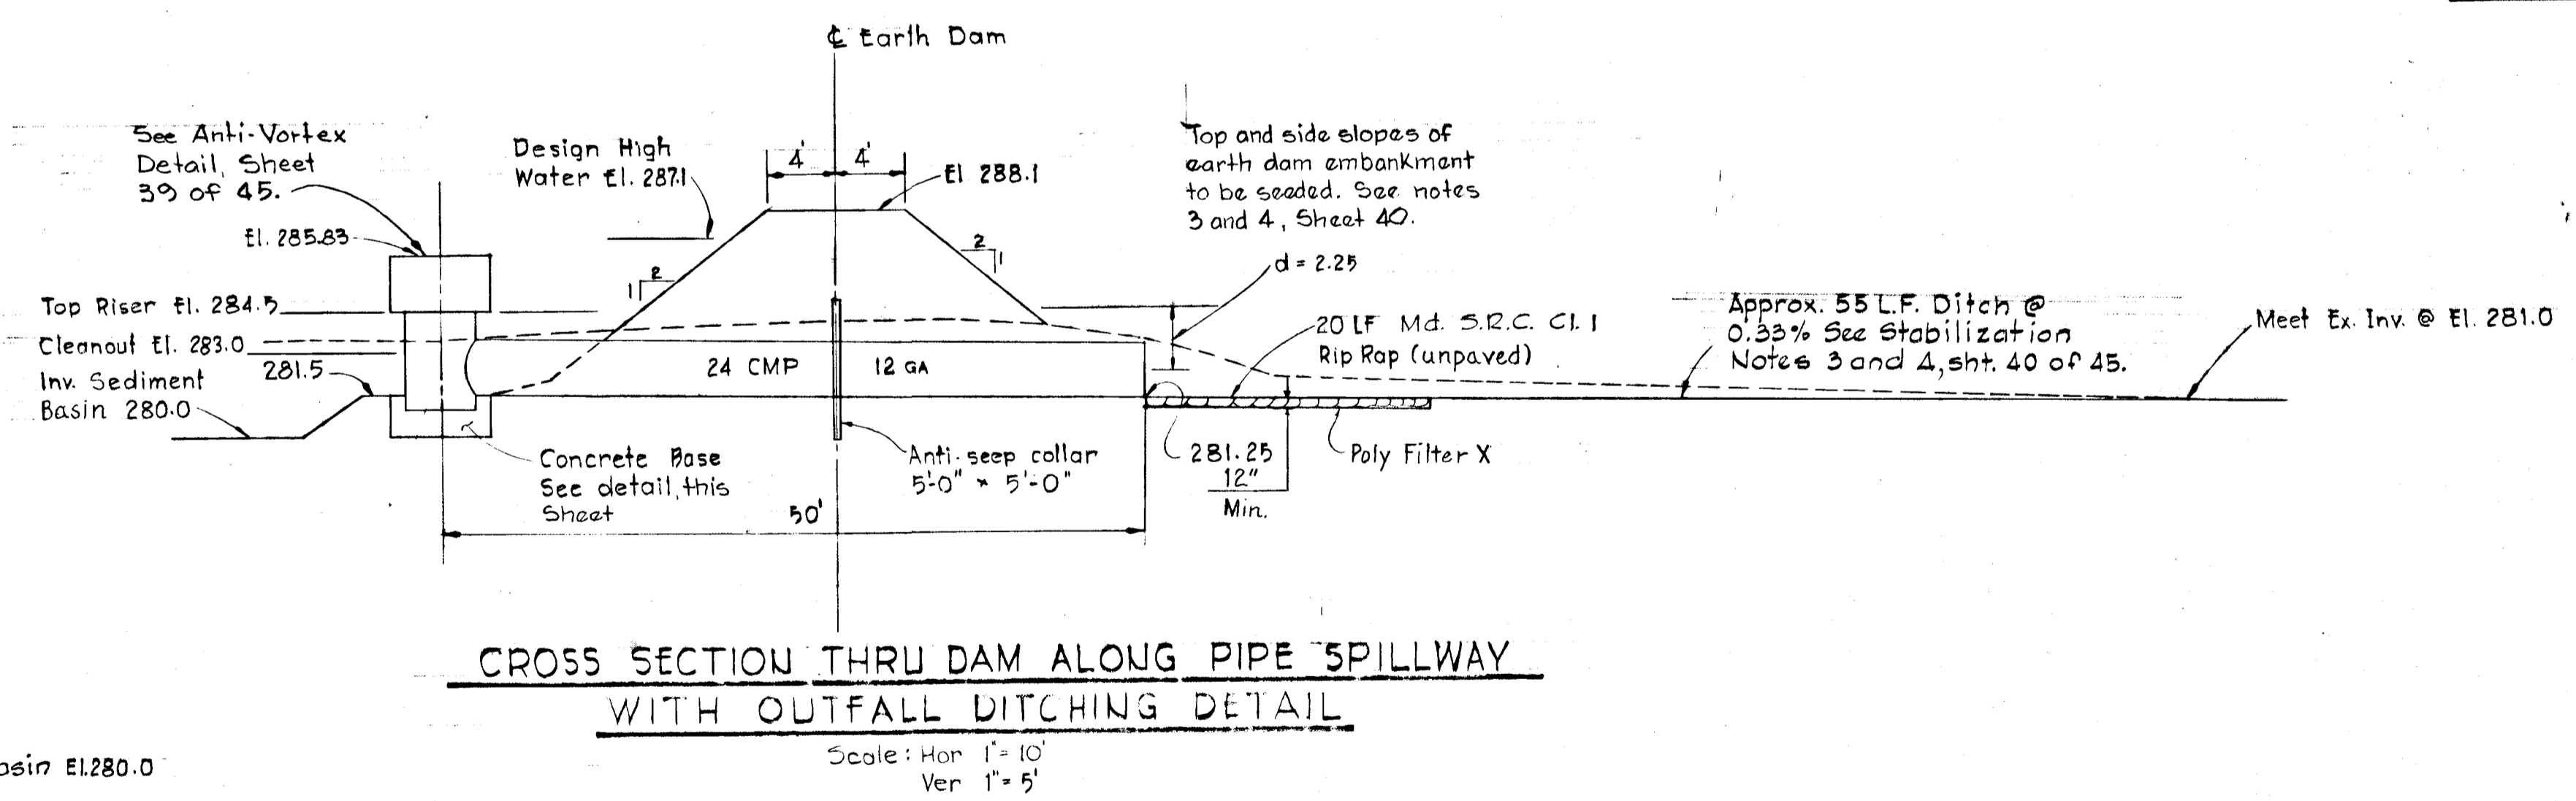 ℄ Earth Dam
See Anti-Vortex
Detail, Sheet
39 of 45.
El. 285.83
Design High
Water El. 287.1
4'
4'
El 288.1
Top and side slopes of
earth dam embankment
to be seeded. See notes
3 and 4, Sheet 40.
2
1
2
1
d = 2.25
Top Riser El. 284.5
Cleanout El. 283.0
Inv. Sediment
Basin 280.0
281.5
24 CMP
12 GA
20 LF Md. S.R.C. Cl. 1
Rip Rap (unpaved)
Approx. 55 L.F. Ditch @
0.33% See Stabilization
Notes 3 and 4, sht. 40 of 45.
Meet Ex. Inv. @ El. 281.0
Concrete Base
See detail, this
Sheet
Anti-seep collar
5'-0" x 5'-0"
281.25
12"
Min.
Poly Filter X
50'
CROSS SECTION THRU DAM ALONG PIPE SPILLWAY
WITH OUTFALL DITCHING DETAIL
Scale: Hor 1"= 10'
Ver 1"= 5'
asin El.280.0